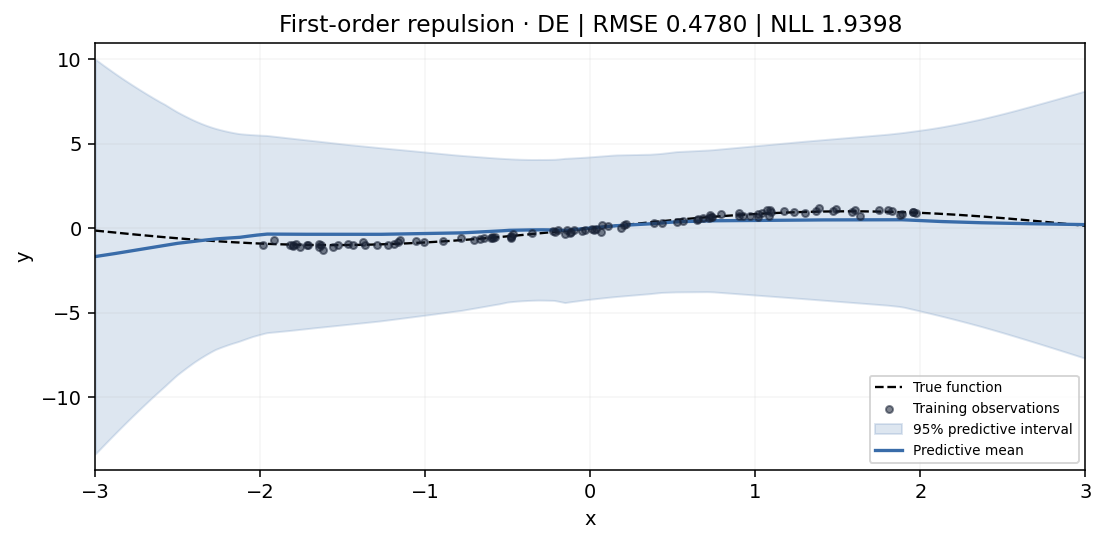 First-order repulsion · DE | RMSE 0.4780 | NLL 1.9398
10
5
0
−5
−10
y
−3
−2
−1
0
1
2
3
x
True function
Training observations
95% predictive interval
Predictive mean